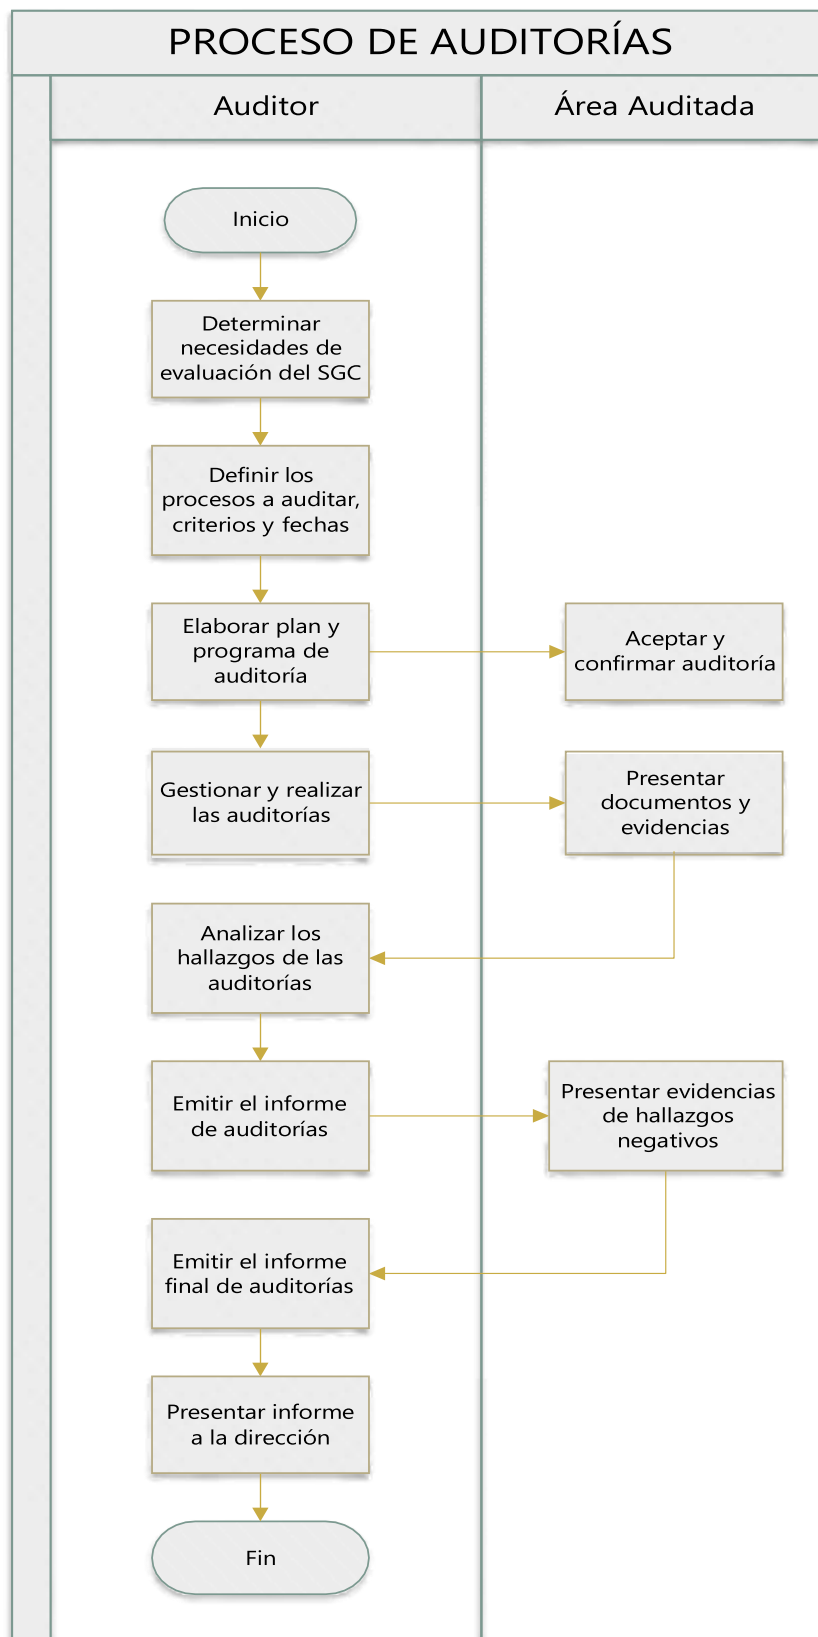 PROCESO DE AUDITORÍAS
Auditor
Área Auditada
Inicio
Determinar
necesidades de
evaluación del SGC
Definir los
procesos a auditar,
criterios y fechas
Elaborar plan y
programa de
auditoría
Aceptar y
confirmar auditoría
Gestionar y realizar
las auditorías
Presentar
documentos y
evidencias
Analizar los
hallazgos de las
auditorías
Emitir el informe
de auditorías
Presentar evidencias
de hallazgos
negativos
Emitir el informe
final de auditorías
Presentar informe
a la dirección
Fin